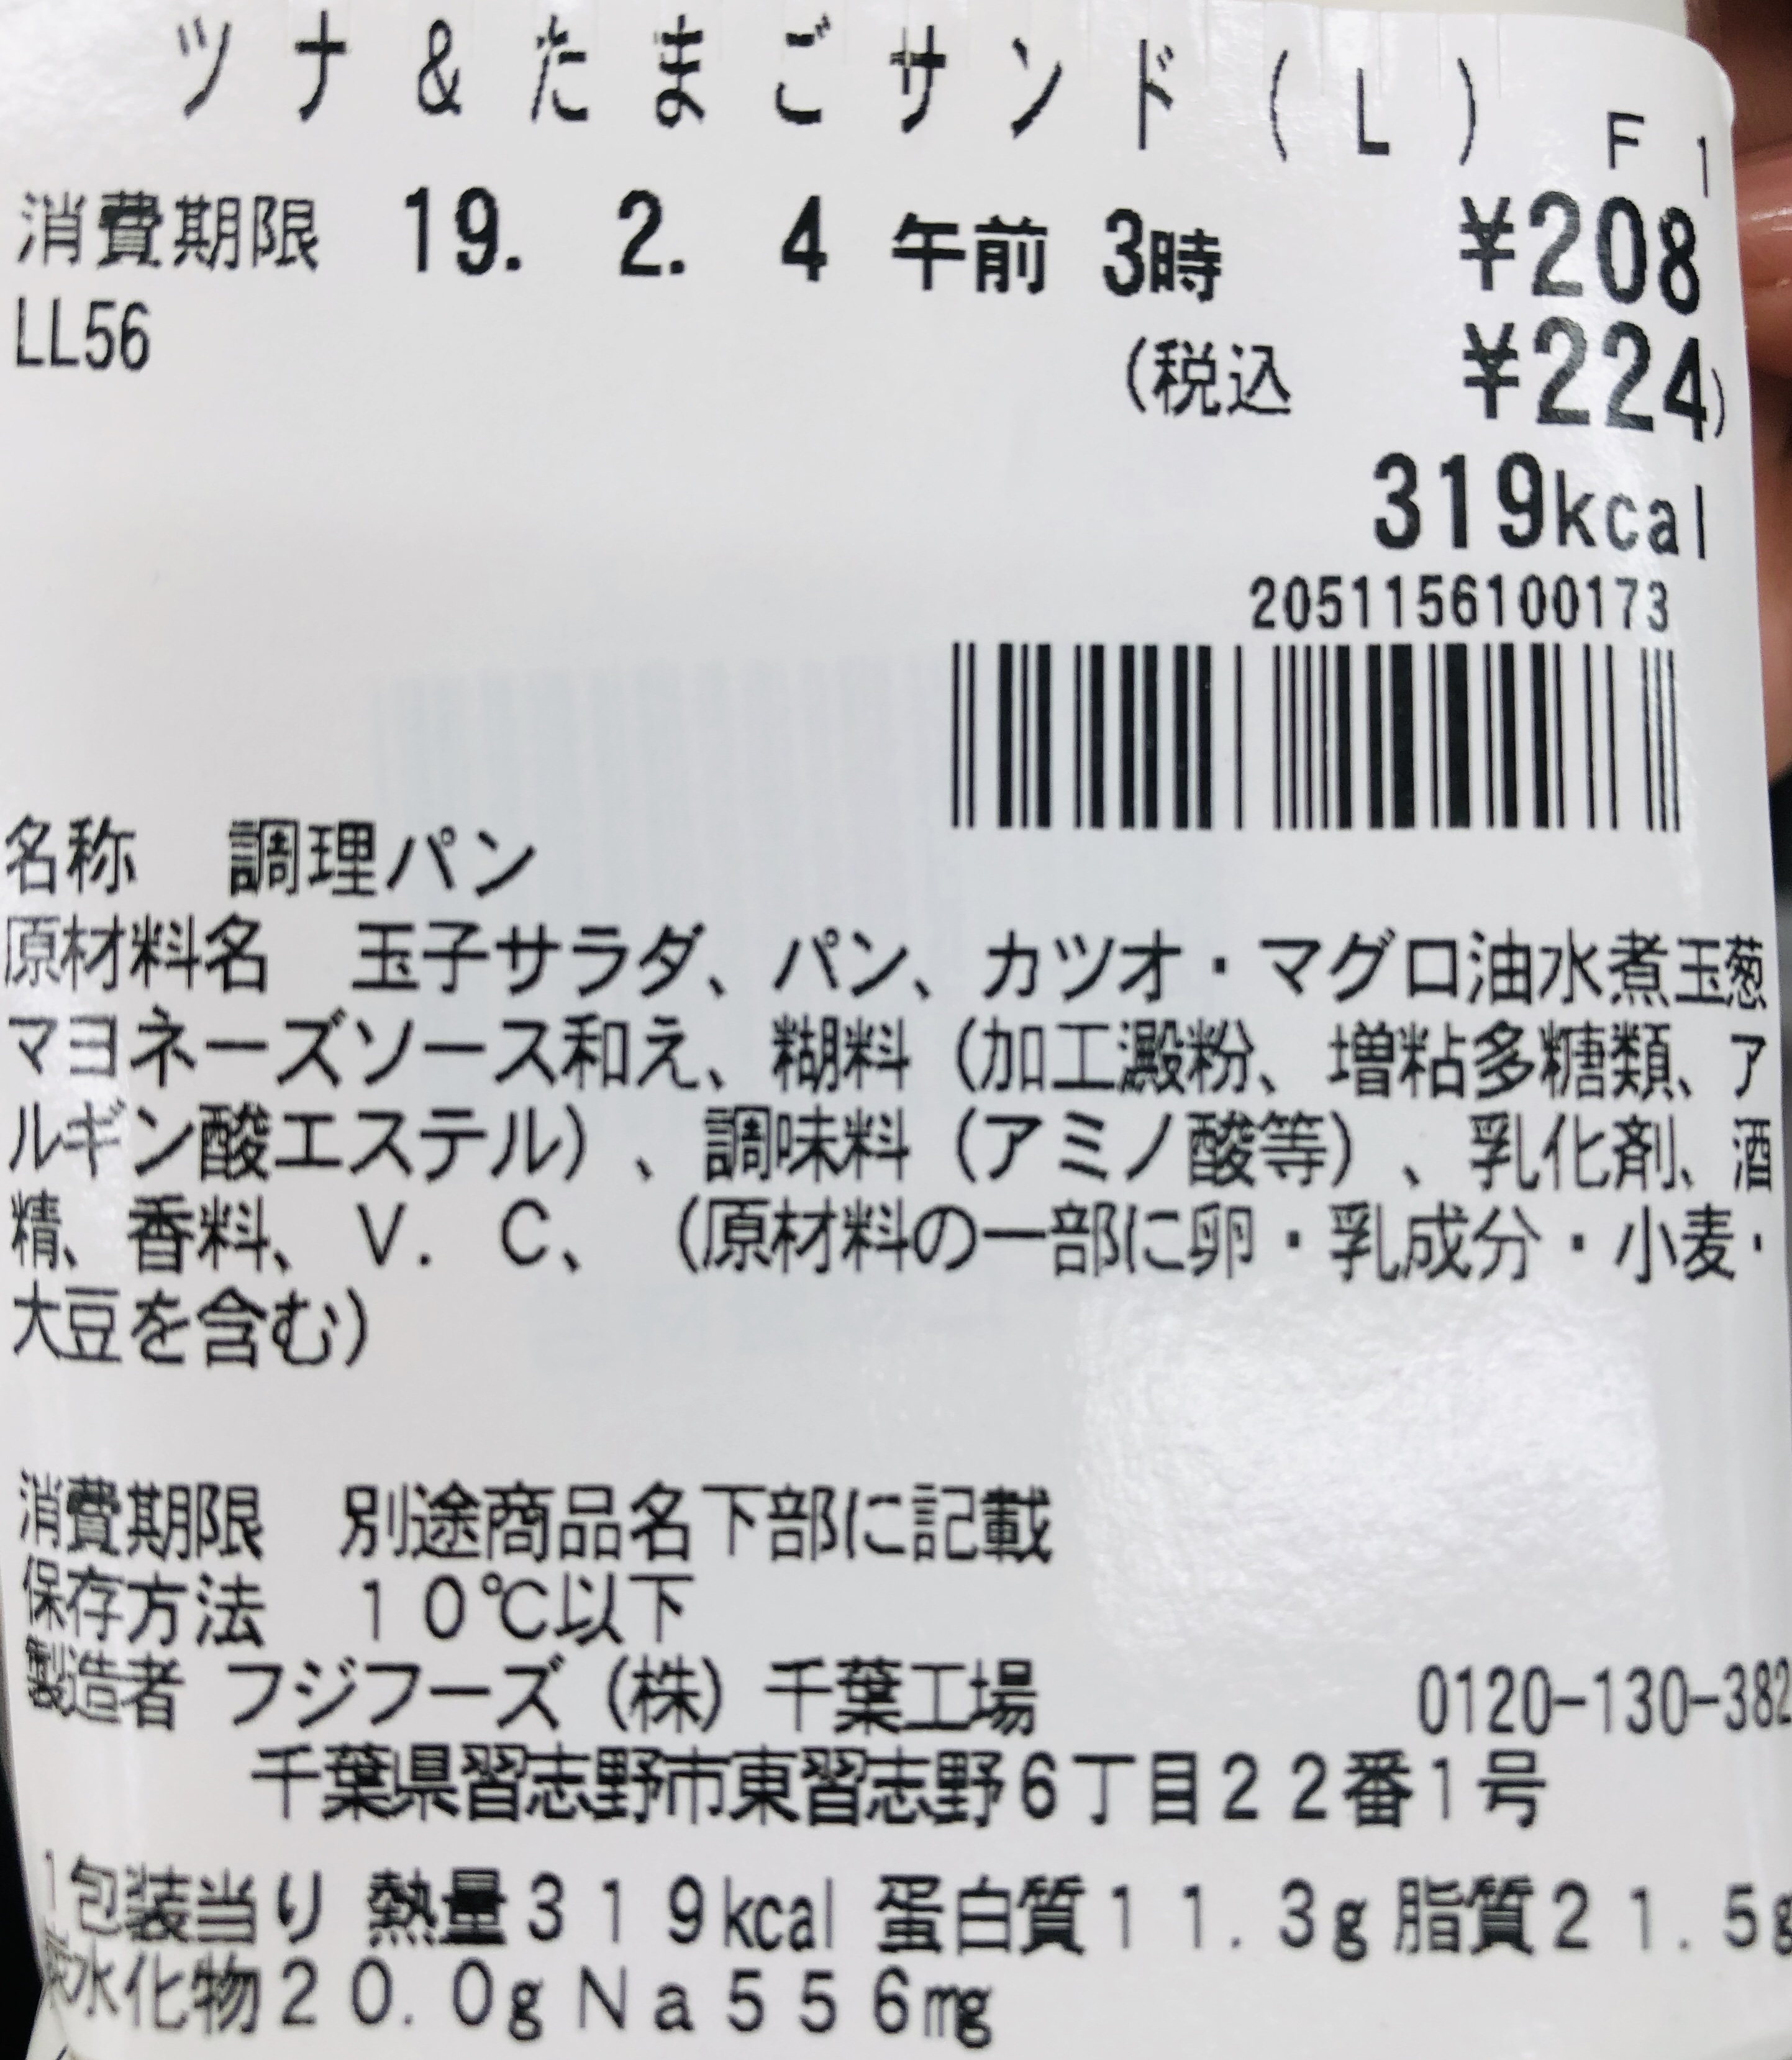 ツナ&たまごサンド(L) F1
消費期限 19. 2. 4 午前 3時 ¥208
LL56 (税込 ¥224)
319kcal
2051156100173
名称 調理パン
原材料名 玉子サラダ、パン、カツオ・マグロ油水煮玉葱
マヨネーズソース和え、糊料(加工澱粉、増粘多糖類、ア
ルギン酸エステル)、調味料(アミノ酸等)、乳化剤、酒
精、香料、V.C、(原材料の一部に卵・乳成分・小麦・
大豆を含む)
消費期限 別途商品名下部に記載
保存方法 10℃以下
製造者 フジフーズ(株)千葉工場 0120-130-382
千葉県習志野市東習志野6丁目22番1号
1包装当り 熱量319kcal 蛋白質11.3g 脂質21.5g
炭水化物20.0g Na556mg